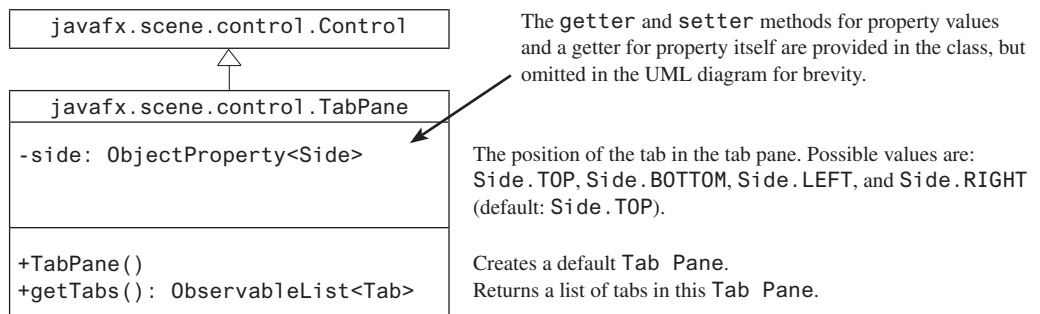 javafx.scene.control.Control
The getter and setter methods for property values
and a getter for property itself are provided in the class, but
omitted in the UML diagram for brevity.
javafx.scene.control.TabPane
-side: ObjectProperty<Side>
The position of the tab in the tab pane. Possible values are:
Side.TOP, Side.BOTTOM, Side.LEFT, and Side.RIGHT
(default: Side.TOP).
+TabPane()
Creates a default Tab Pane.
+getTabs(): ObservableList<Tab>
Returns a list of tabs in this Tab Pane.